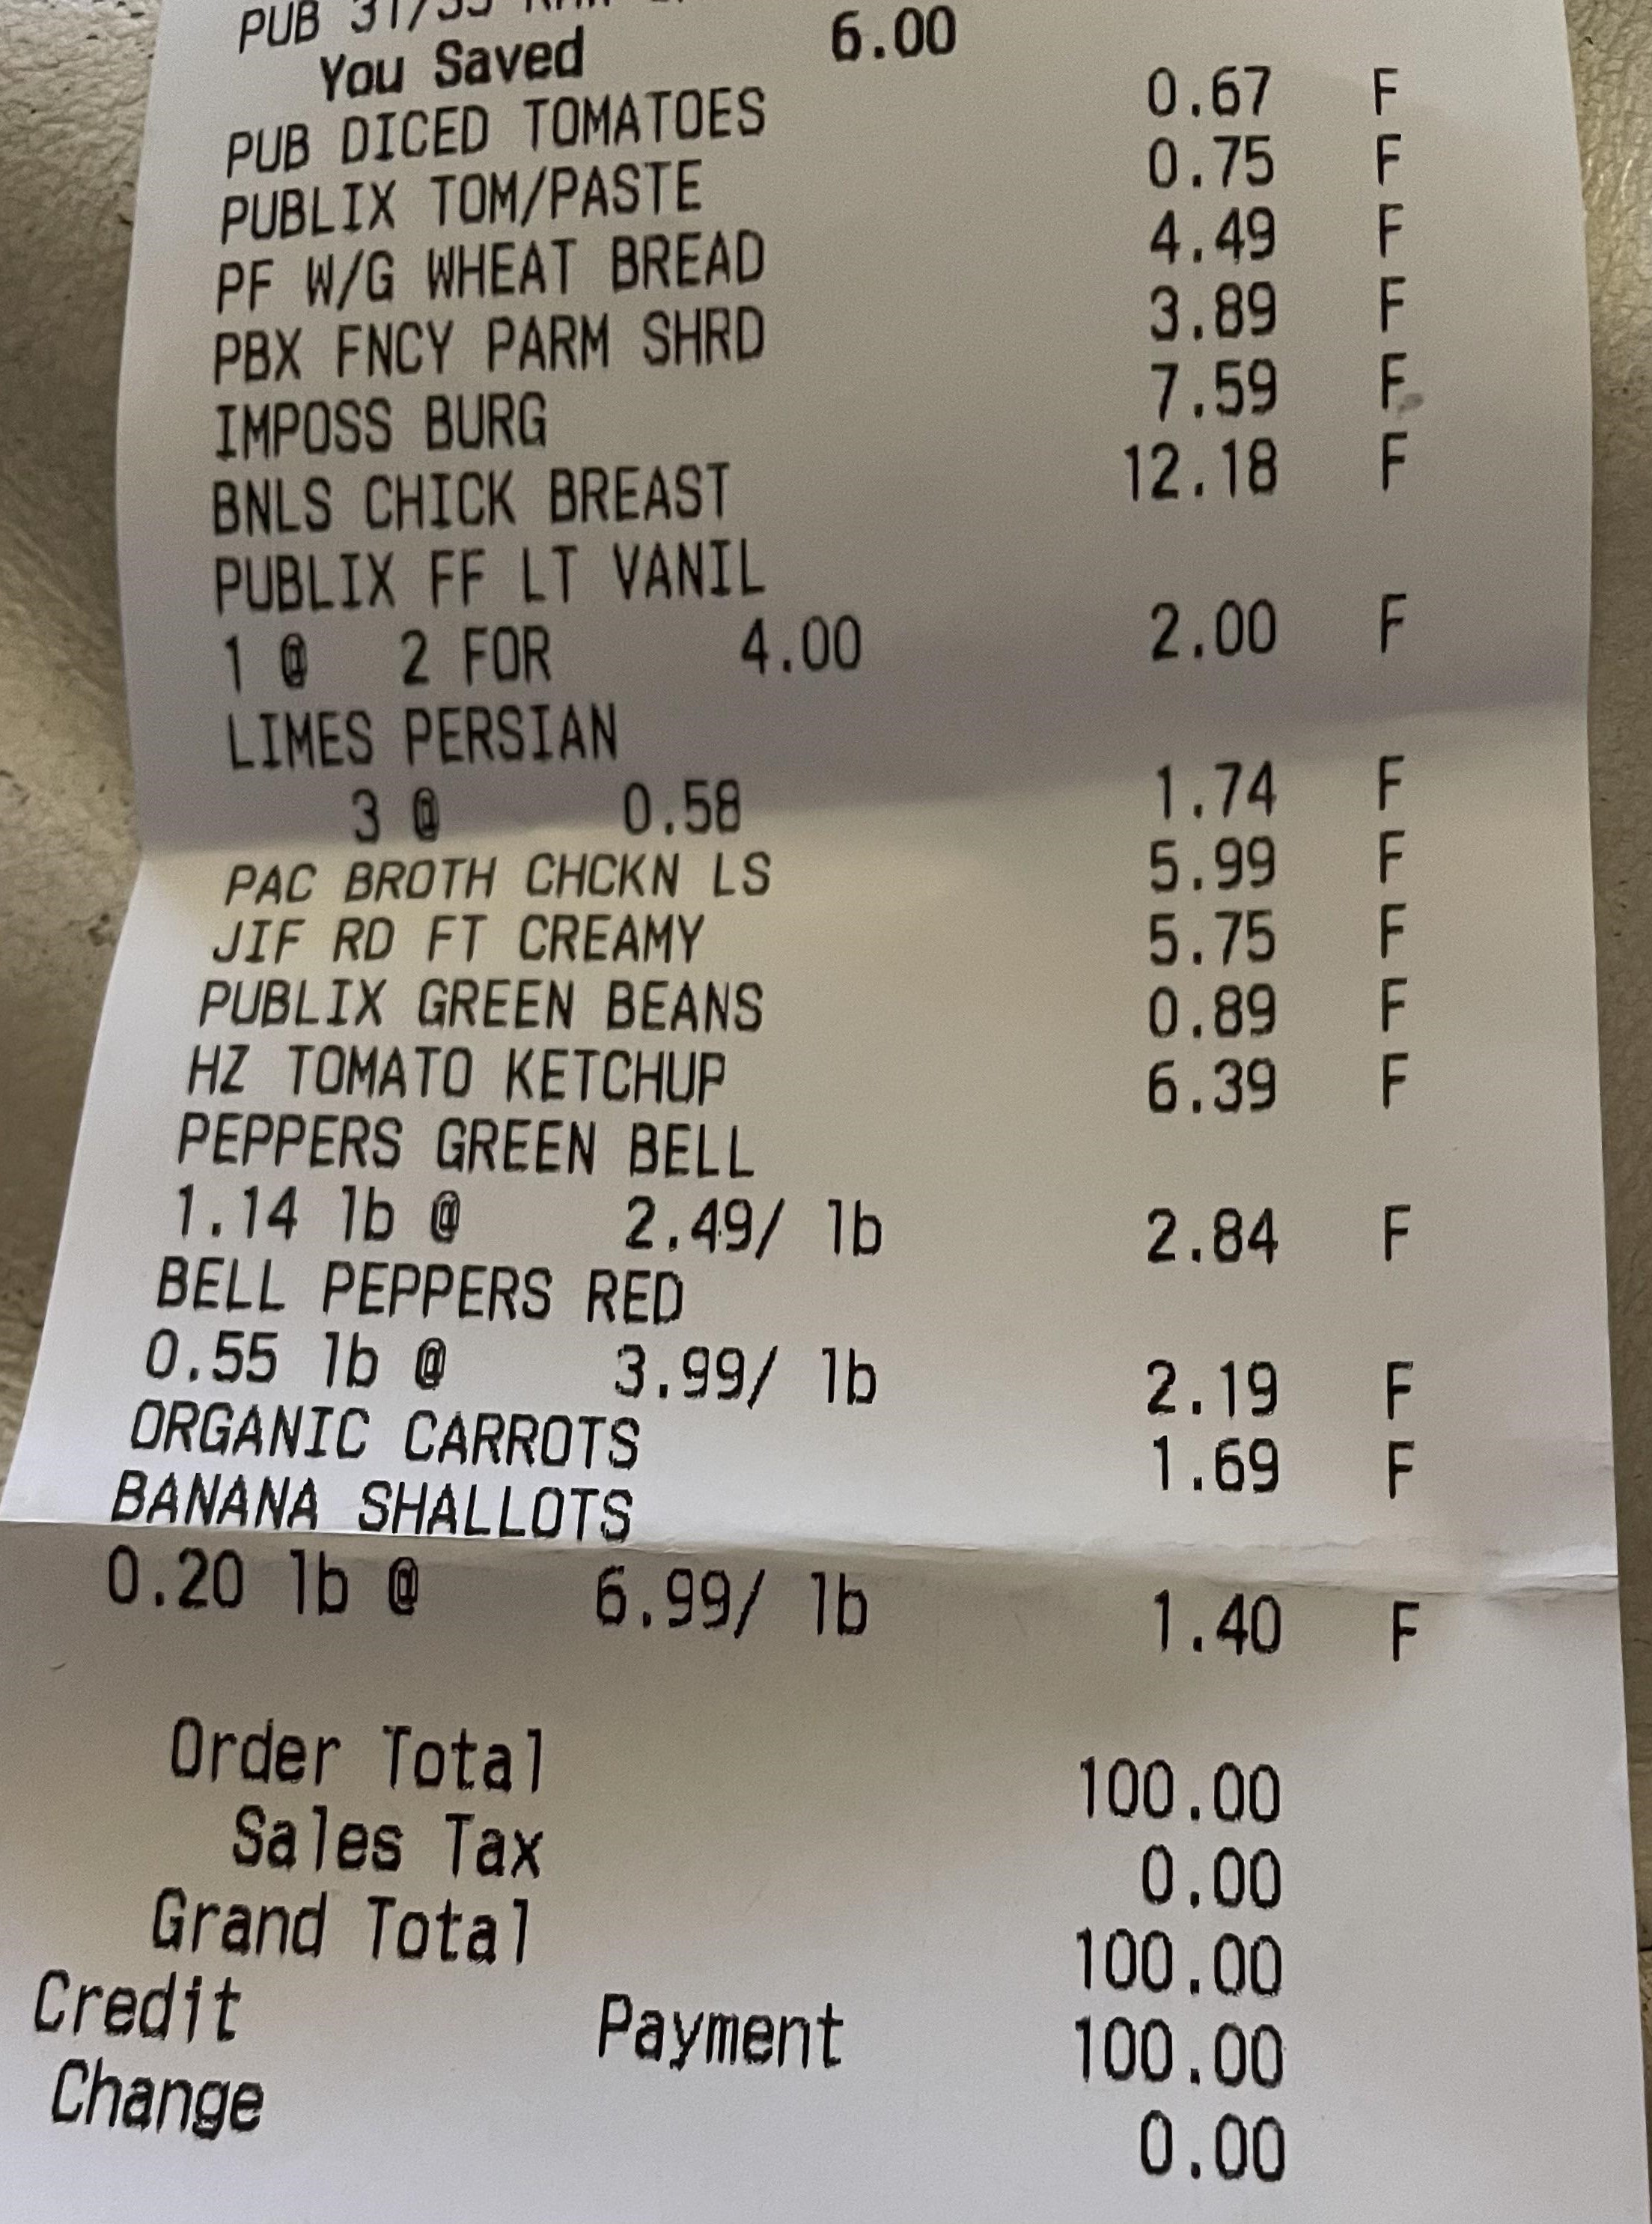 PUB 31/35
You Saved 6.00
PUB DICED TOMATOES 0.67 F
PUBLIX TOM/PASTE 0.75 F
PF W/G WHEAT BREAD 4.49 F
PBX FNCY PARM SHRD 3.89 F
IMPOSS BURG 7.59 F
BNLS CHICK BREAST 12.18 F
PUBLIX FF LT VANIL
1 @ 2 FOR 4.00 2.00 F
LIMES PERSIAN
3 @ 0.58 1.74 F
PAC BROTH CHCKN LS 5.99 F
JIF RD FT CREAMY 5.75 F
PUBLIX GREEN BEANS 0.89 F
HZ TOMATO KETCHUP 6.39 F
PEPPERS GREEN BELL
1.14 lb @ 2.49/ lb 2.84 F
BELL PEPPERS RED
0.55 lb @ 3.99/ lb 2.19 F
ORGANIC CARROTS 1.69 F
BANANA SHALLOTS
0.20 lb @ 6.99/ lb 1.40 F
Order Total 100.00
Sales Tax 0.00
Grand Total 100.00
Credit Payment 100.00
Change 0.00